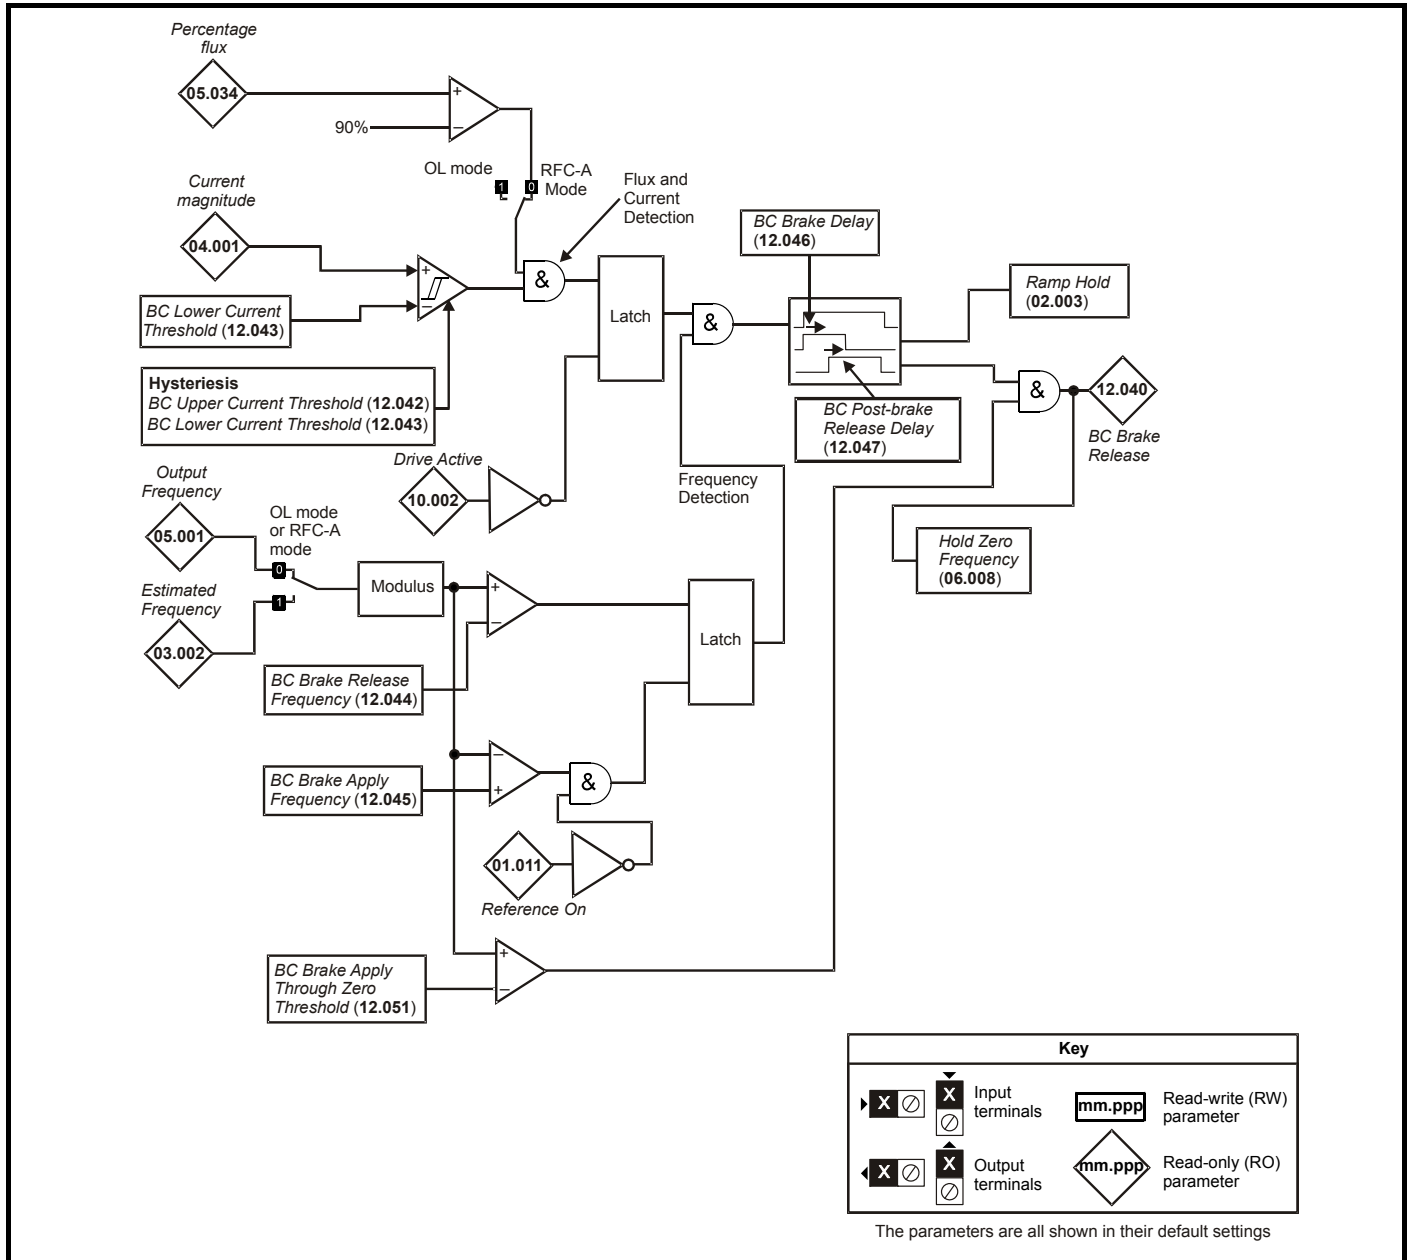 Percentage
flux
05.034
+
90%
−
OL mode
1
0
RFC-A
Mode
Flux and
Current
Detection
Current
magnitude
04.001
+
−
&
BC Lower Current
Threshold (12.043)
Latch
&
BC Brake Delay
(12.046)
Ramp Hold
(02.003)
Hysteriesis
BC Upper Current Threshold (12.042)
BC Lower Current Threshold (12.043)
BC Post-brake
Release Delay
(12.047)
&
12.040
BC Brake
Release
Drive Active
10.002
Frequency
Detection
Output
Frequency
05.001
OL mode
or RFC-A
mode
0
1
Modulus
+
−
Hold Zero
Frequency
(06.008)
Estimated
Frequency
03.002
Latch
BC Brake Release
Frequency (12.044)
BC Brake Apply
Frequency (12.045)
−
+
&
01.011
Reference On
BC Brake Apply
Through Zero
Threshold (12.051)
+
−
Key
X
X
Input
terminals
mm.ppp
Read-write (RW)
parameter
X
X
Output
terminals
mm.ppp
Read-only (RO)
parameter
The parameters are all shown in their default settings